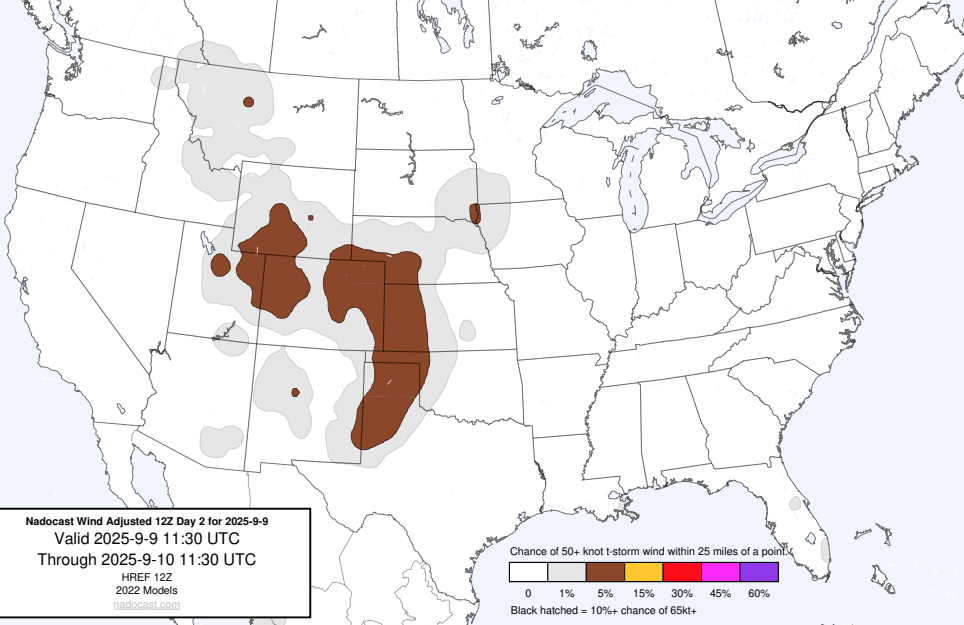 Nadocast Wind Adjusted 12Z Day 2 for 2025-9-9
Valid 2025-9-9 11:30 UTC
Through 2025-9-10 11:30 UTC
HREF 12Z
2022 Models
nadocast.com
Chance of 50+ knot t-storm wind within 25 miles of a point.
0 1% 5% 15% 30% 45% 60%
Black hatched = 10%+ chance of 65kt+